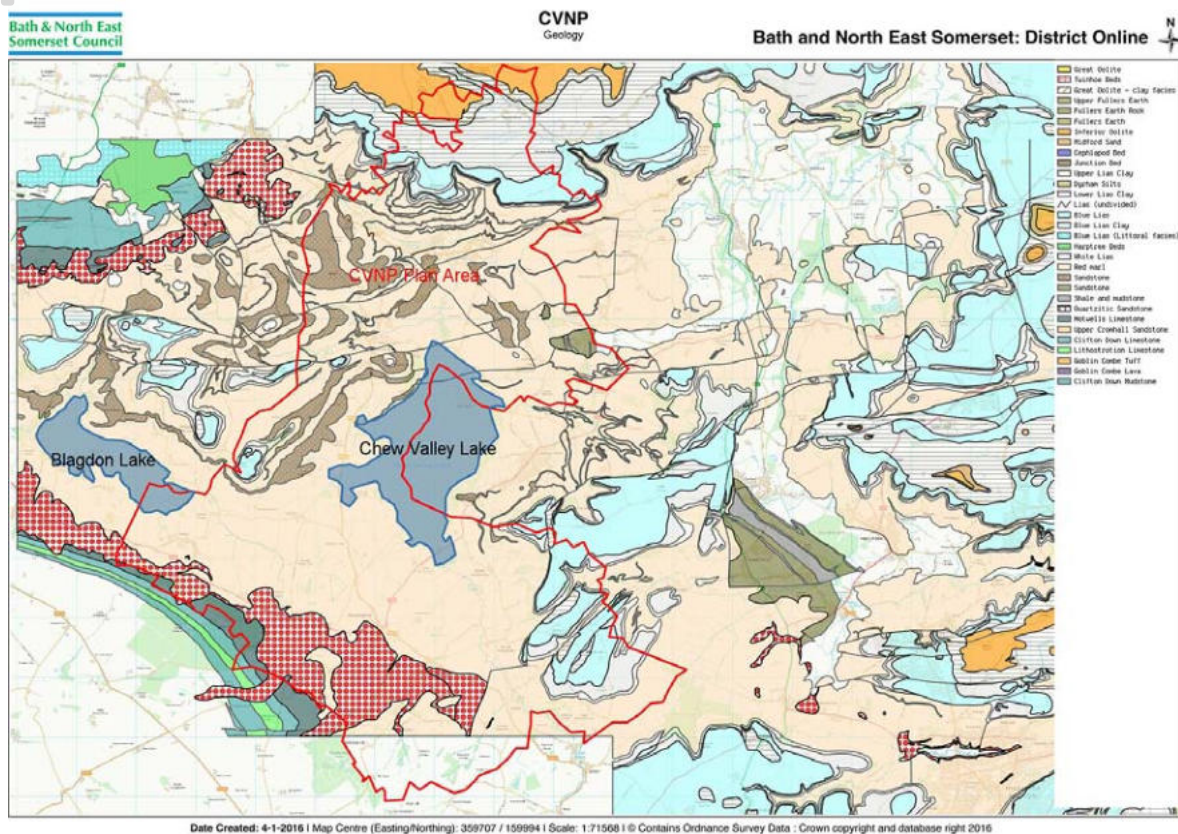 Bath & North East
Somerset Council
CVNP
Geology
Bath and North East Somerset: District Online
N
Great Oolite
Tuinhoe Beds
Great Oolite - clay facies
Upper Fullers Earth
Fullers Earth Rock
Fullers Earth
Inferior Oolite
Midford Sand
Cephlapod Bed
Junction Bed
Upper Lias Clay
Dyrham Silts
Lower Lias Clay
Lias (undivided)
Blue Lias
Blue Lias Clay
Blue Lias (Littoral facies)
Harptree Beds
White Lias
Red marl
Sandstone
Sandstone
Shale and mudstone
Quartzitic Sandstone
Hotwells Limestone
Upper Cromhall Sandstone
Clifton Down Limestone
Lithostrotion Limestone
Goblin Combe Tuff
Goblin Combe Lava
Clifton Down Mudstone
CVNP Plan Area
Blagdon Lake
Chew Valley Lake
Date Created: 4-1-2016 | Map Centre (Easting/Northing): 359707 / 159994 | Scale: 1:71568 | © Contains Ordnance Survey Data : Crown copyright and database right 2016